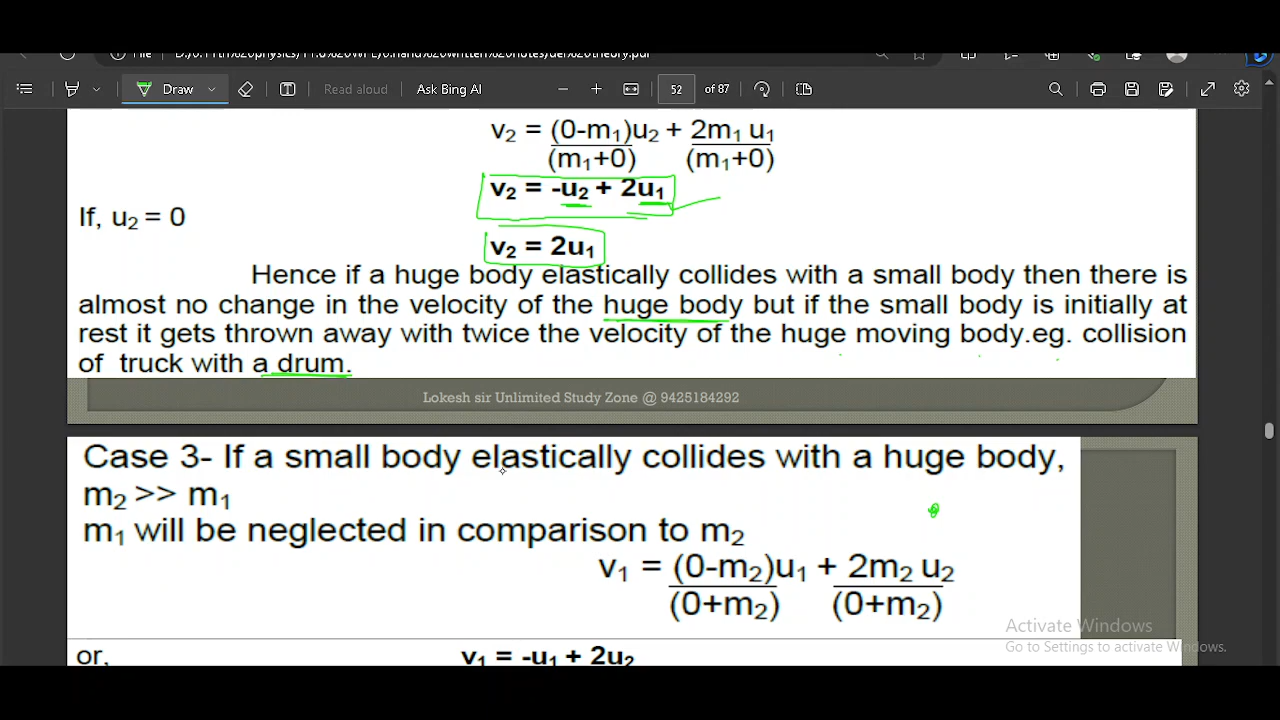 Draw
Read aloud
Ask Bing AI
52
of 87
v₂ = (0-m₁)u₂ + 2m₁ u₁
(m₁+0) (m₁+0)
v₂ = -u₂ + 2u₁
If, u₂ = 0
v₂ = 2u₁
Hence if a huge body elastically collides with a small body then there is
almost no change in the velocity of the huge body but if the small body is initially at
rest it gets thrown away with twice the velocity of the huge moving body.eg. collision
of truck with a drum.
Lokesh sir Unlimited Study Zone @ 9425184292
Case 3- If a small body elastically collides with a huge body,
m₂ >> m₁
m₁ will be neglected in comparison to m₂
v₁ = (0-m₂)u₁ + 2m₂ u₂
(0+m₂) (0+m₂)
Activate Windows
Go to Settings to activate Windows.
or,
v₁ = -u₁ + 2u₂